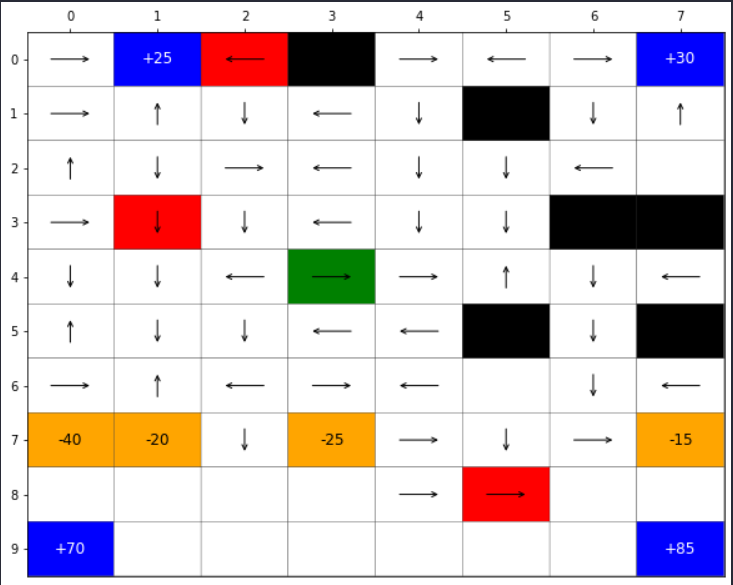 0 1 2 3 4 5 6 7
0 → +25 ← → ← → +30
1 → ↑ ↓ ← ↓ ↓ ↑
2 ↑ ↓ → ← ↓ ↓ ←
3 → ↓ ↓ ← ↓ ↓
4 ↓ ↓ ← → → ↑ ↓ ←
5 ↑ ↓ ↓ ← ← ↓
6 → ↑ ← → ← ↓ ←
7 -40 -20 ↓ -25 → ↓ → -15
8 → →
9 +70 +85